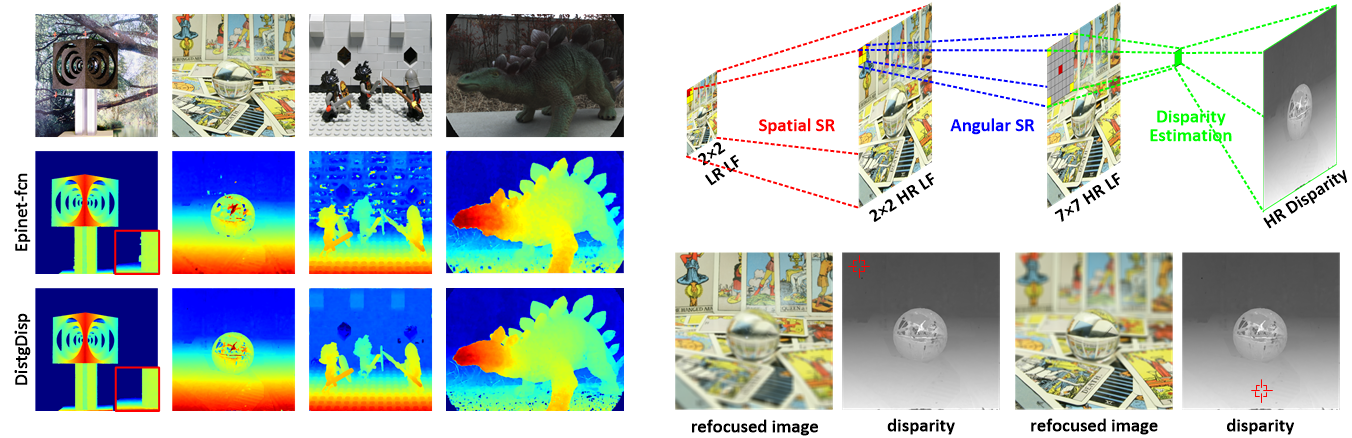 Epinet-fcn
DistgDisp
2×2
LR LF
Spatial SR
2×2 HR LF
Angular SR
7×7 HR LF
Disparity
Estimation
HR Disparity
refocused image
disparity
refocused image
disparity